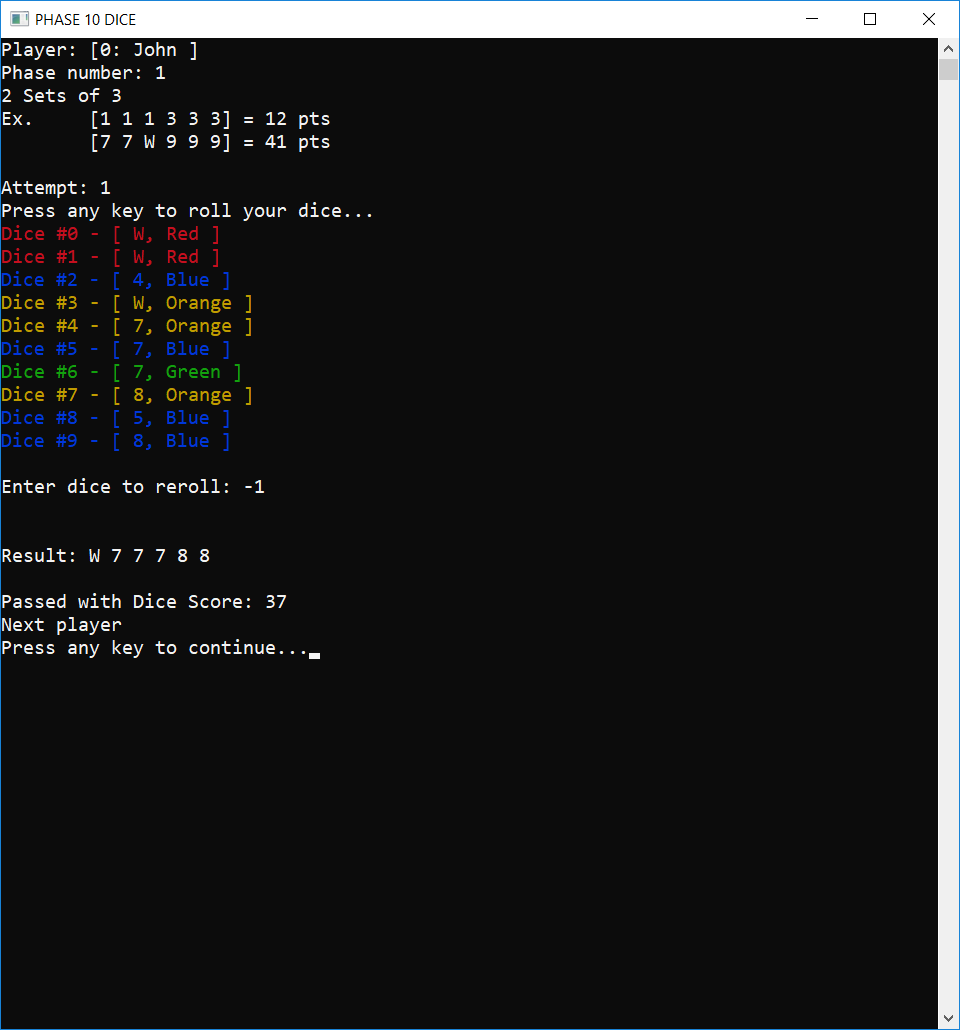 PHASE 10 DICE
Player: [0: John ]
Phase number: 1
2 Sets of 3
Ex.     [1 1 1 3 3 3] = 12 pts
        [7 7 W 9 9 9] = 41 pts
Attempt: 1
Press any key to roll your dice...
Dice #0 - [ W, Red ]
Dice #1 - [ W, Red ]
Dice #2 - [ 4, Blue ]
Dice #3 - [ W, Orange ]
Dice #4 - [ 7, Orange ]
Dice #5 - [ 7, Blue ]
Dice #6 - [ 7, Green ]
Dice #7 - [ 8, Orange ]
Dice #8 - [ 5, Blue ]
Dice #9 - [ 8, Blue ]
Enter dice to reroll: -1
Result: W 7 7 7 8 8
Passed with Dice Score: 37
Next player
Press any key to continue...